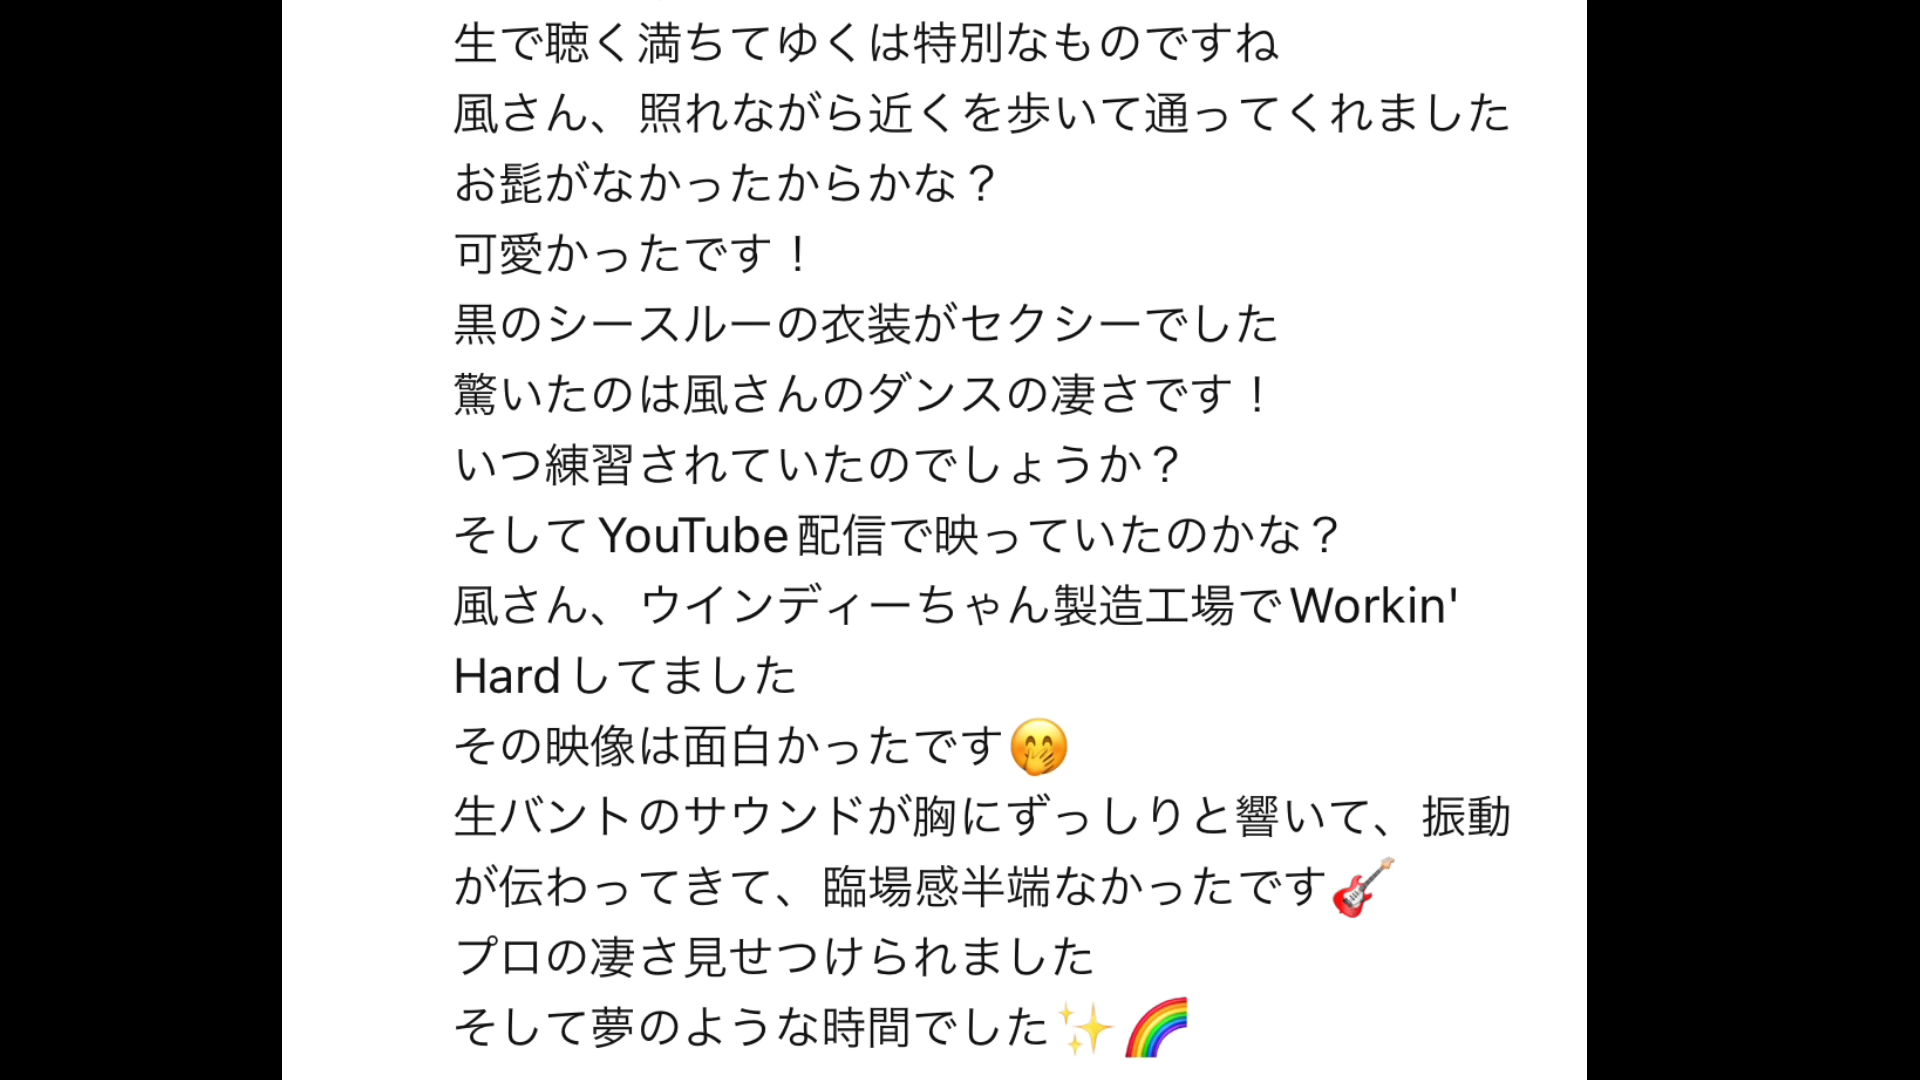 生で聴く満ちてゆくは特別なものですね
風さん、照れながら近くを歩いて通ってくれました
お髭がなかったからかな？
可愛かったです！
黒のシースルーの衣装がセクシーでした
驚いたのは風さんのダンスの凄さです！
いつ練習されていたのでしょうか？
そしてYouTube配信で映っていたのかな？
風さん、ウインディーちゃん製造工場でWorkin'
Hardしてました
その映像は面白かったです🤭
生バントのサウンドが胸にずっしりと響いて、振動
が伝わってきて、臨場感半端なかったです🎸
プロの凄さ見せつけられました
そして夢のような時間でした✨🌈